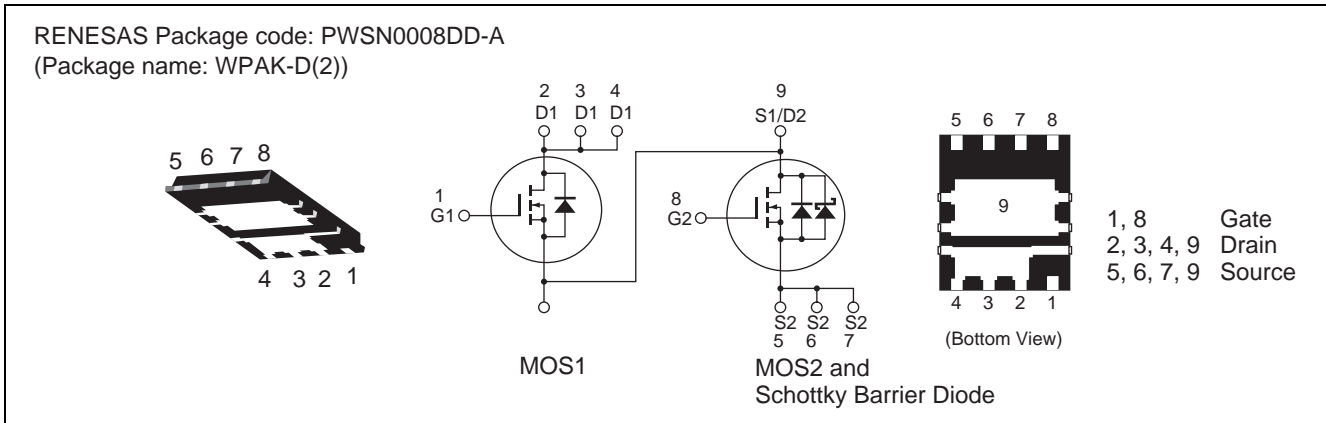 RENESAS Package code: PWSN0008DD-A
(Package name: WPAK-D(2))
5 6 7 8
4 3 2 1
2 3 4
D1 D1 D1
1
G1
MOS1
9
S1/D2
8
G2
S2 S2 S2
5 6 7
MOS2 and
Schottky Barrier Diode
5 6 7 8
9
4 3 2 1
(Bottom View)
1, 8 Gate
2, 3, 4, 9 Drain
5, 6, 7, 9 Source